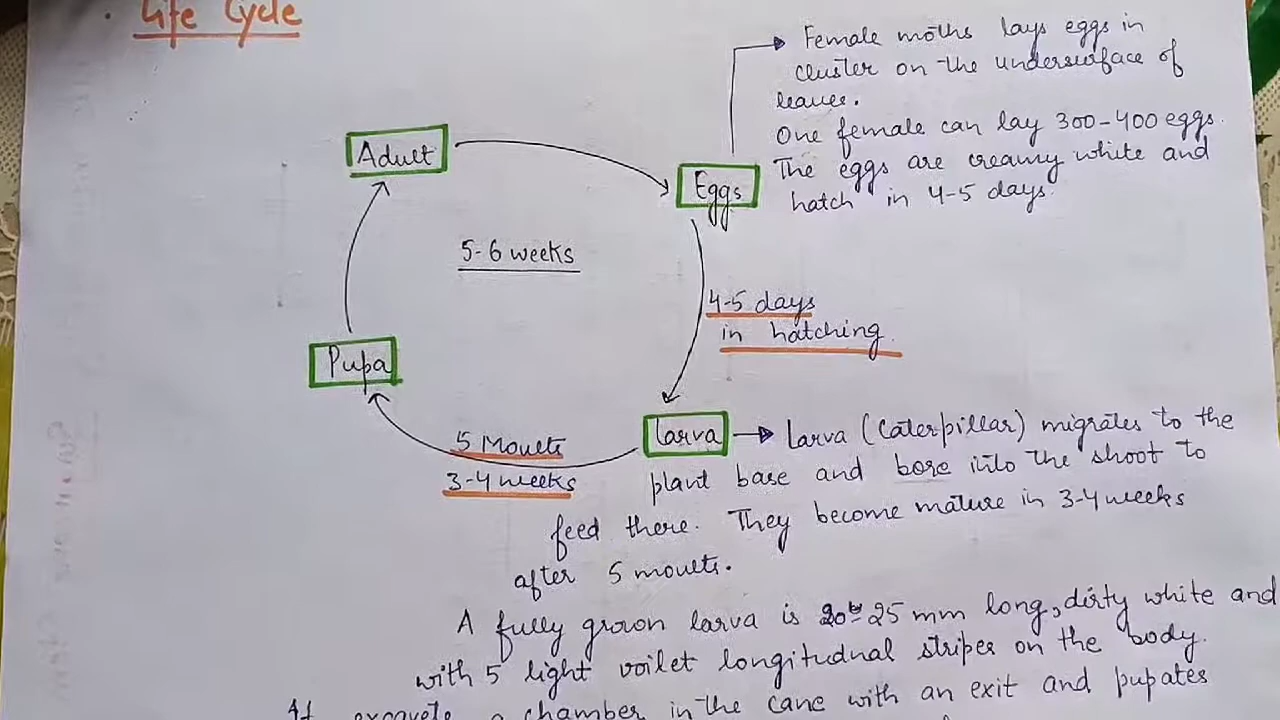 Life Cycle
Female moths lays eggs in
cluster on the undersurface of
leaves.
One female can lay 300-400 eggs.
The eggs are creamy white and
hatch in 4-5 days.
Adult
Eggs
5-6 weeks
4-5 days
in hatching.
Pupa
5 Moults
3-4 weeks
Larva
Larva (Caterpillar) migrates to the
plant base and bore into the shoot to
feed there. They become mature in 3-4 weeks
after 5 moults.
A fully grown larva is 20-25 mm long, dirty white and
with 5 light voilet longitudnal stripes on the body.
It excavate a chamber in the cane with an exit and pupates